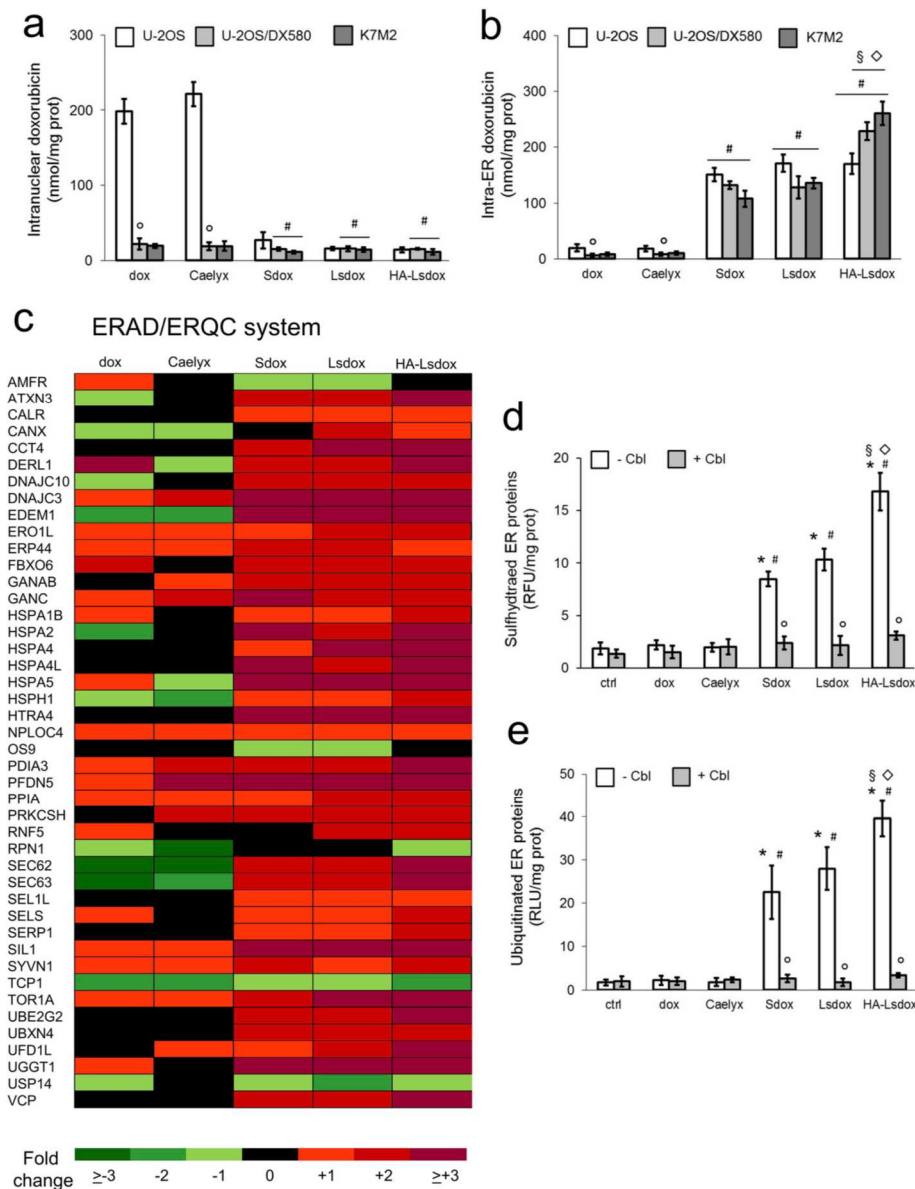 a
U-2OS U-2OS/DX580 K7M2
Intranuclear doxorubicin
(nmol/mg prot)
300
200
100
0
° ° # # #
dox Caelyx Sdox Lsdox HA-Lsdox
b
U-2OS U-2OS/DX580 K7M2
Intra-ER doxorubicin
(nmol/mg prot)
400
300
200
100
0
§ ◇
#
# #
° °
dox Caelyx Sdox Lsdox HA-Lsdox
c ERAD/ERQC system
dox Caelyx Sdox Lsdox HA-Lsdox
AMFR
ATXN3
CALR
CANX
CCT4
DERL1
DNAJC10
DNAJC3
EDEM1
ERO1L
ERP44
FBXO6
GANAB
GANC
HSPA1B
HSPA2
HSPA4
HSPA4L
HSPA5
HSPH1
HTRA4
NPLOC4
OS9
PDIA3
PFDN5
PPIA
PRKCSH
RNF5
RPN1
SEC62
SEC63
SEL1L
SELS
SERP1
SIL1
SYVN1
TCP1
TOR1A
UBE2G2
UBXN4
UFD1L
UGGT1
USP14
VCP
Fold
change
≥-3 -2 -1 0 +1 +2 ≥+3
d
- Cbl + Cbl
Sulfhydtraed ER proteins
(RFU/mg prot)
20
15
10
5
0
§ ◇
* #
* #
* #
° ° °
ctrl dox Caelyx Sdox Lsdox HA-Lsdox
e
- Cbl + Cbl
Ubiquitinated ER proteins
(RLU/mg prot)
50
40
30
20
10
0
§ ◇
* #
* #
* #
° ° °
ctrl dox Caelyx Sdox Lsdox HA-Lsdox